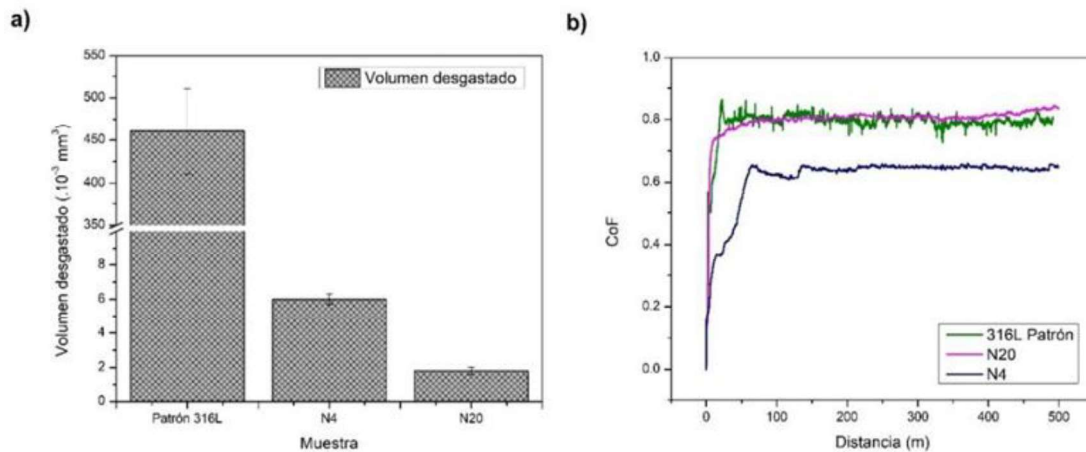 a)
Volumen desgastado (.10⁻³ mm³)
550
500
450
400
350
8
6
4
2
0
Volumen desgastado
Patrón 316L
N4
N20
Muestra
b)
CoF
1.0
0.8
0.6
0.4
0.2
0.0
316L Patrón
N20
N4
0
100
200
300
400
500
Distancia (m)